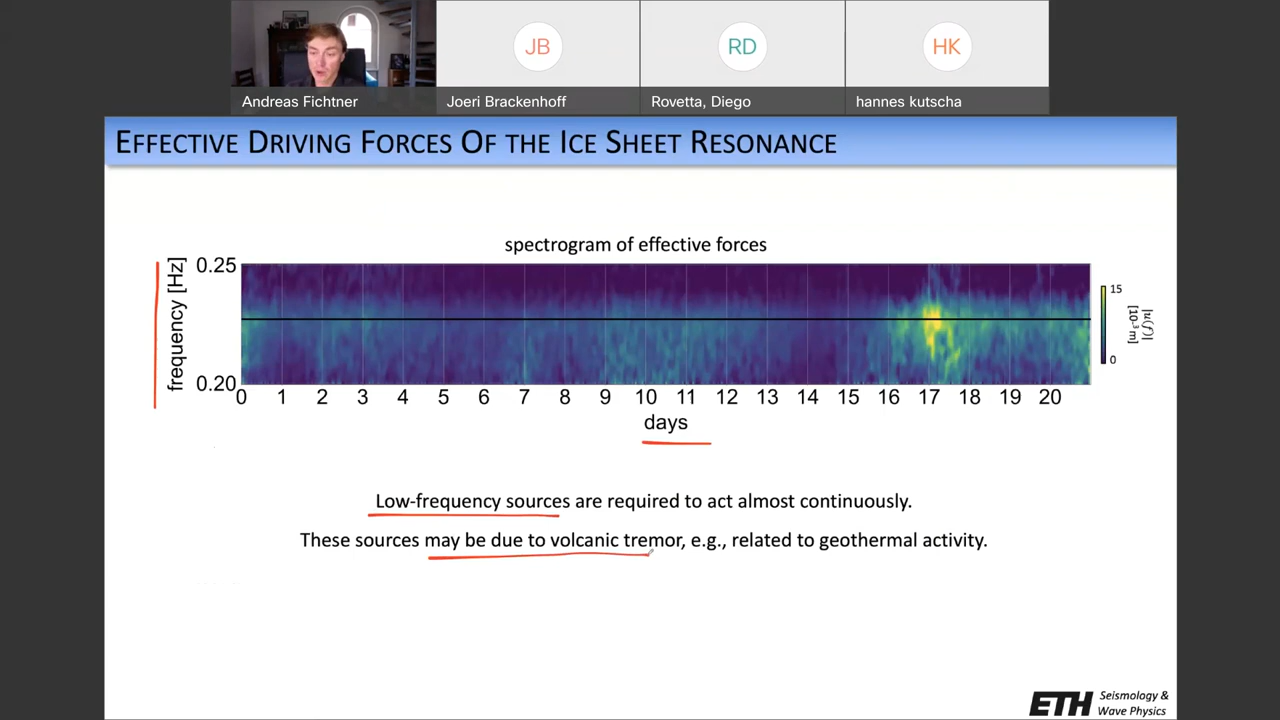 JB
RD
HK
Andreas Fichtner
Joeri Brackenhoff
Rovetta, Diego
hannes kutscha
EFFECTIVE DRIVING FORCES OF THE ICE SHEET RESONANCE
spectrogram of effective forces
frequency [Hz]
0.25
0.20
15
0
|u(f)|
[10⁻³ m]
0 1 2 3 4 5 6 7 8 9 10 11 12 13 14 15 16 17 18 19 20
days
Low-frequency sources are required to act almost continuously.
These sources may be due to volcanic tremor, e.g., related to geothermal activity.
ETH
Seismology &
Wave Physics